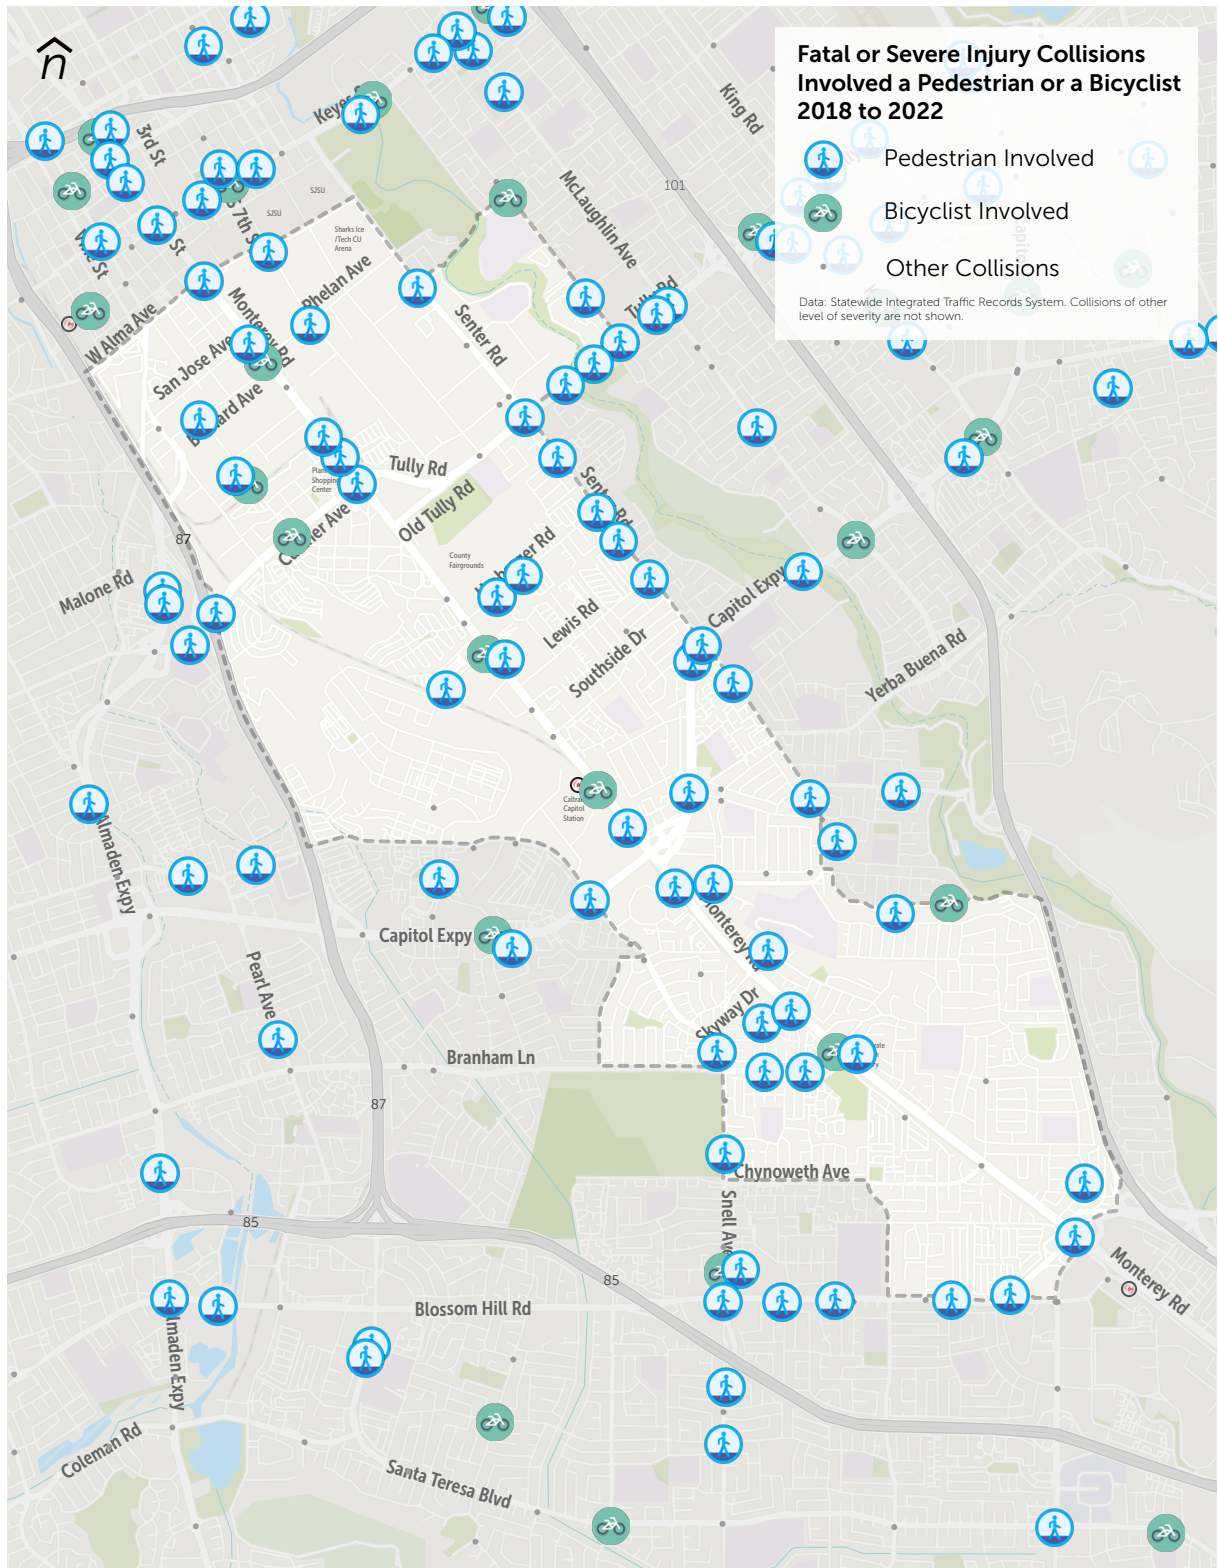 n
Fatal or Severe Injury Collisions
Involved a Pedestrian or a Bicyclist
2018 to 2022
Pedestrian Involved
Bicyclist Involved
Other Collisions
Data: Statewide Integrated Traffic Records System. Collisions of other
level of severity are not shown.
King Rd
3rd St
SJSU
SJSU
101
McLaughlin Ave
Sharks Ice
/Tech CU
Arena
Phelan Ave
W Alma Ave
San Jose Ave
Monterey Rd
Senter Rd
Tully Rd
Old Tully Rd
87
County
Fairgrounds
Malone Rd
Lewis Rd
Southside Dr
Capitol Expy
Yerba Buena Rd
Capitol
Station
Almaden Expy
Capitol Expy
Monterey Rd
Pearl Ave
Skyway Dr
Branham Ln
87
Chynoweth Ave
Snell Ave
85
85
Monterey Rd
Blossom Hill Rd
Almaden Expy
Coleman Rd
Santa Teresa Blvd